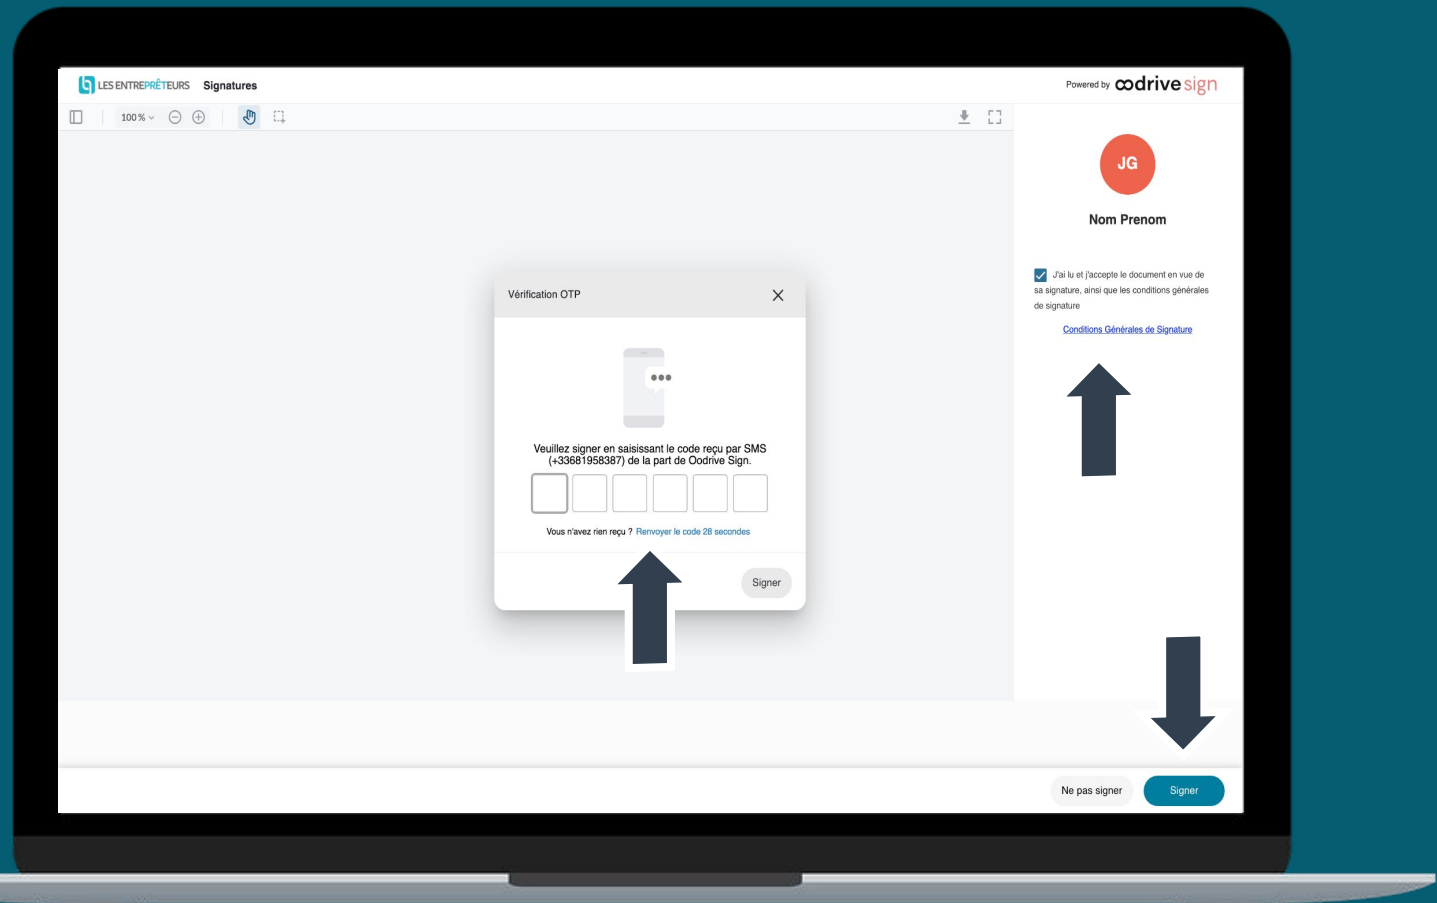 LES ENTREPRÊTEURS Signatures
Powered by oodrive sign
100 %
JG
Nom Prenom
J'ai lu et j'accepte le document en vue de
sa signature, ainsi que les conditions générales
de signature
Conditions Générales de Signature
Vérification OTP
Veuillez signer en saisissant le code reçu par SMS
(+33681958387) de la part de Oodrive Sign.
Vous n'avez rien reçu ? Renvoyer le code 28 secondes
Signer
Ne pas signer
Signer